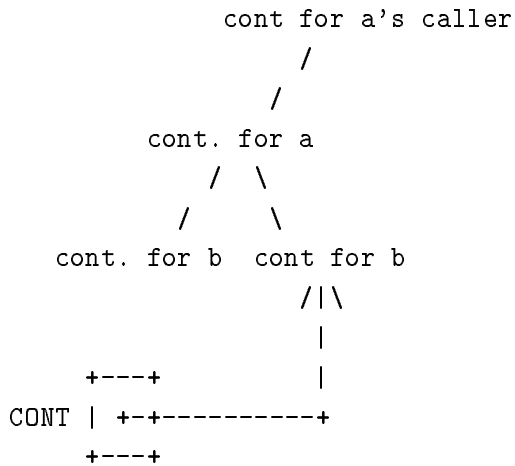 cont for a's caller
/
/
cont. for a
/ \
/ \
cont. for b cont for b
/|\
|
+---+ |
CONT | +-+----------+
+---+